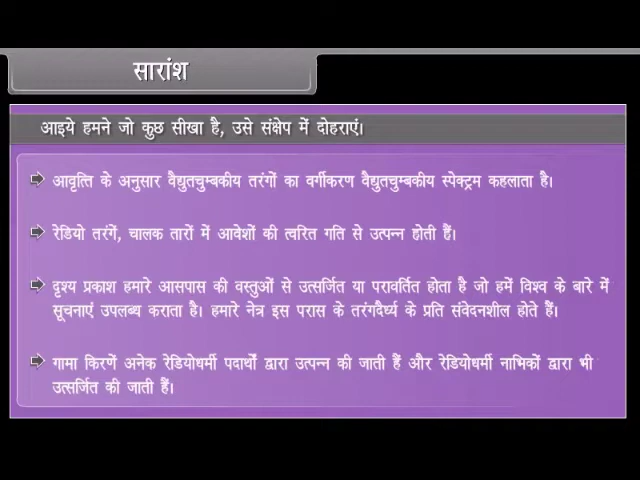 सारांश
आइये हमने जो कुछ सीखा है, उसे संक्षेप में दोहराएं।
आवृत्ति के अनुसार वैद्युतचुम्बकीय तरंगों का वर्गीकरण वैद्युतचुम्बकीय स्पेक्ट्रम कहलाता है।
रेडियो तरंगें, चालक तारों में आवेशों की त्वरित गति से उत्पन्न होती हैं।
दृश्य प्रकाश हमारे आसपास की वस्तुओं से उत्सर्जित या परावर्तित होता है जो हमें विश्व के बारे में
सूचनाएं उपलब्ध कराता है। हमारे नेत्र इस परास के तरंगदैर्ध्य के प्रति संवेदनशील होते हैं।
गामा किरणें अनेक रेडियोधर्मी पदार्थों द्वारा उत्पन्न की जाती हैं और रेडियोधर्मी नाभिकों द्वारा भी
उत्सर्जित की जाती हैं।